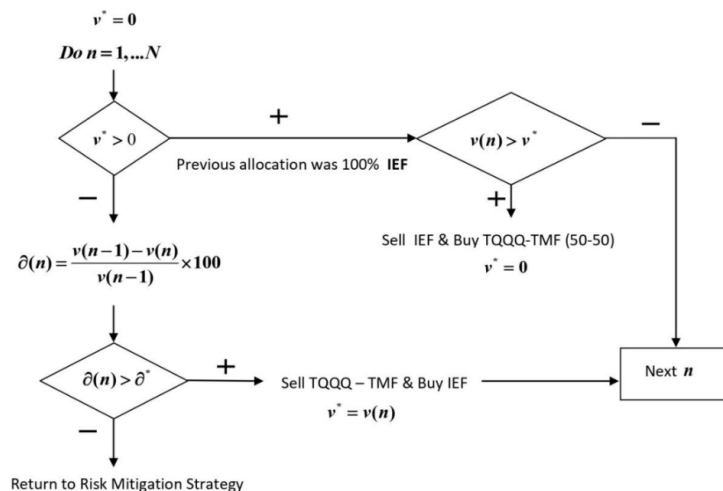 v* = 0
Do n = 1,...N
v* > 0
+
Previous allocation was 100% IEF
v(n) > v*
−
−
+
Sell IEF & Buy TQQQ-TMF (50-50)
v* = 0
∂(n) = (v(n−1) − v(n)) / v(n−1) × 100
∂(n) > ∂*
+
Sell TQQQ – TMF & Buy IEF
v* = v(n)
Next n
−
Return to Risk Mitigation Strategy